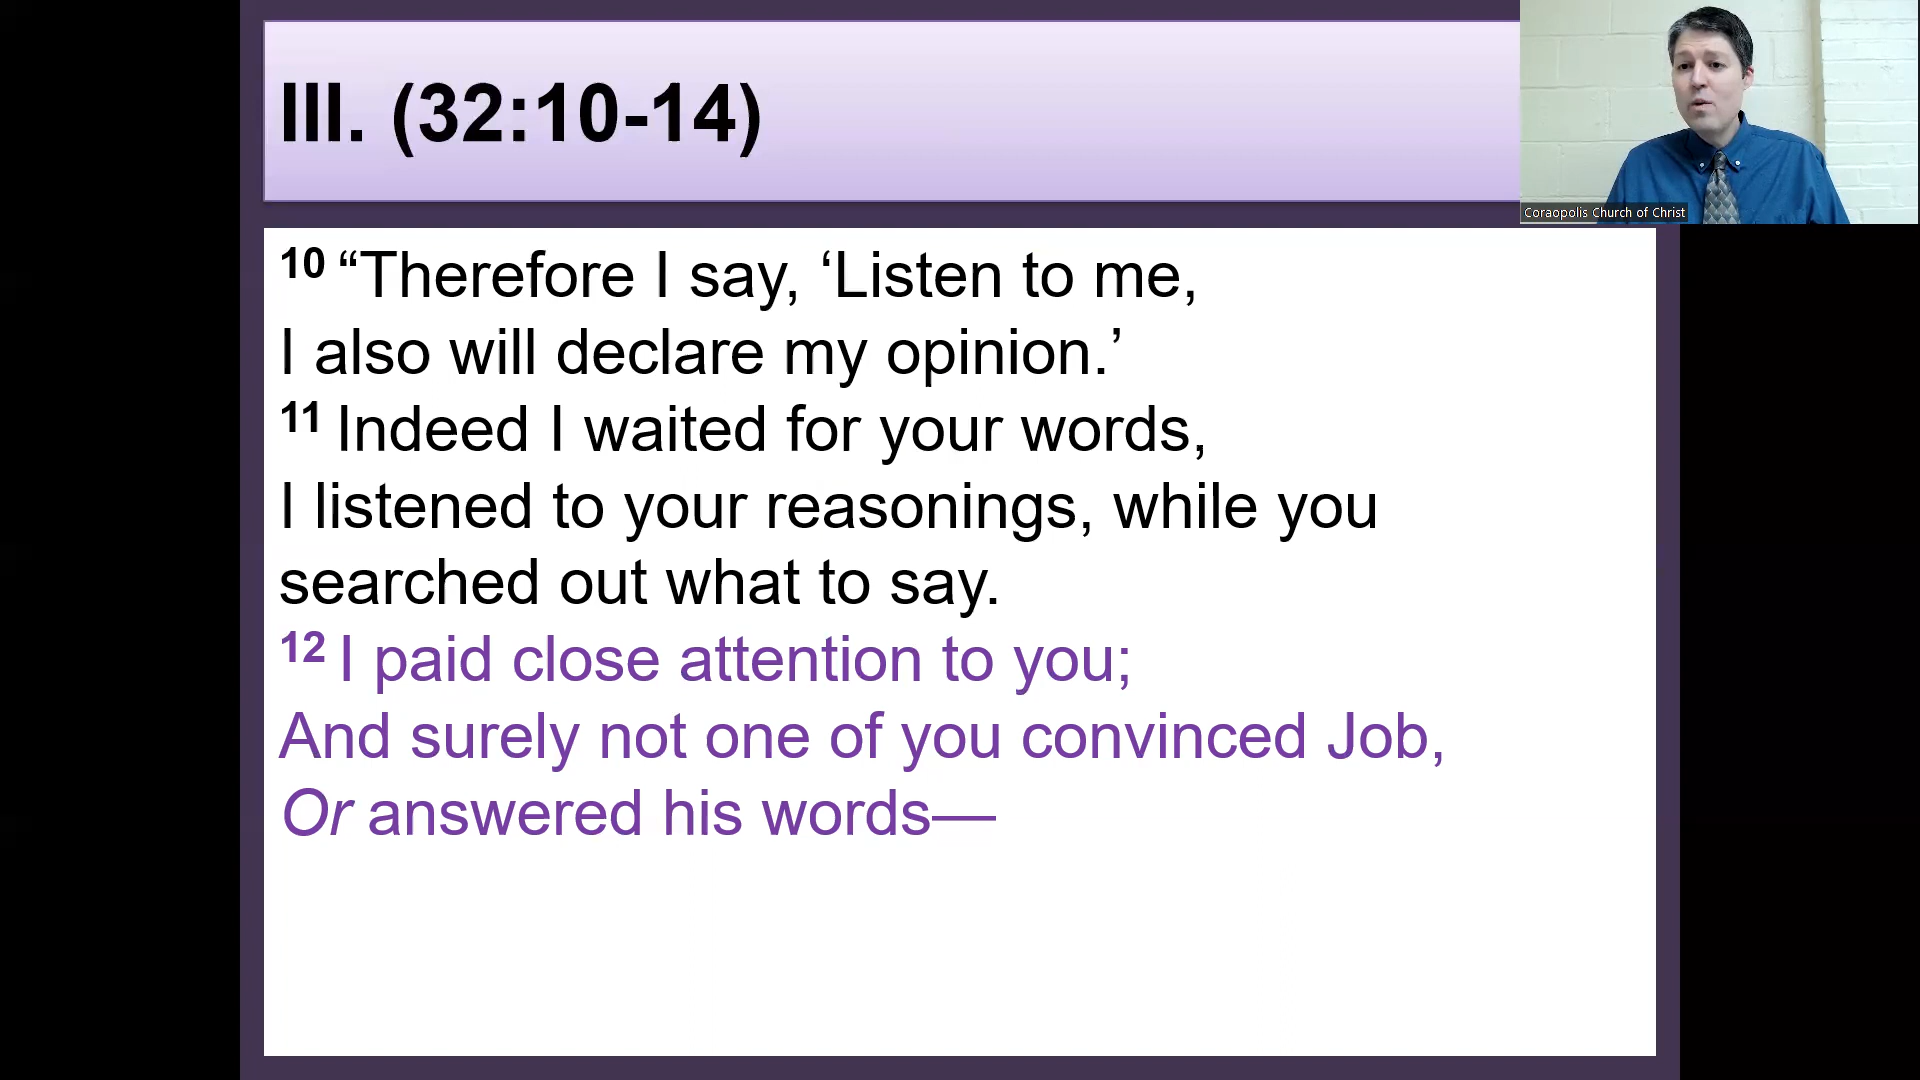 III. (32:10-14)
Coraopolis Church of Christ
10 “Therefore I say, ‘Listen to me,
I also will declare my opinion.’
11 Indeed I waited for your words,
I listened to your reasonings, while you
searched out what to say.
12 I paid close attention to you;
And surely not one of you convinced Job,
Or answered his words—